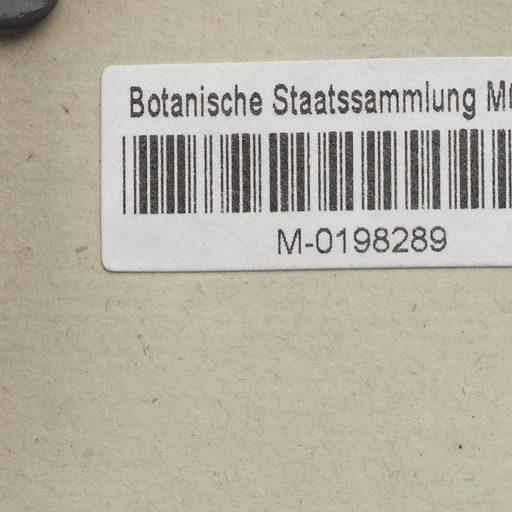 Botanische Staatssammlung
M-0198289